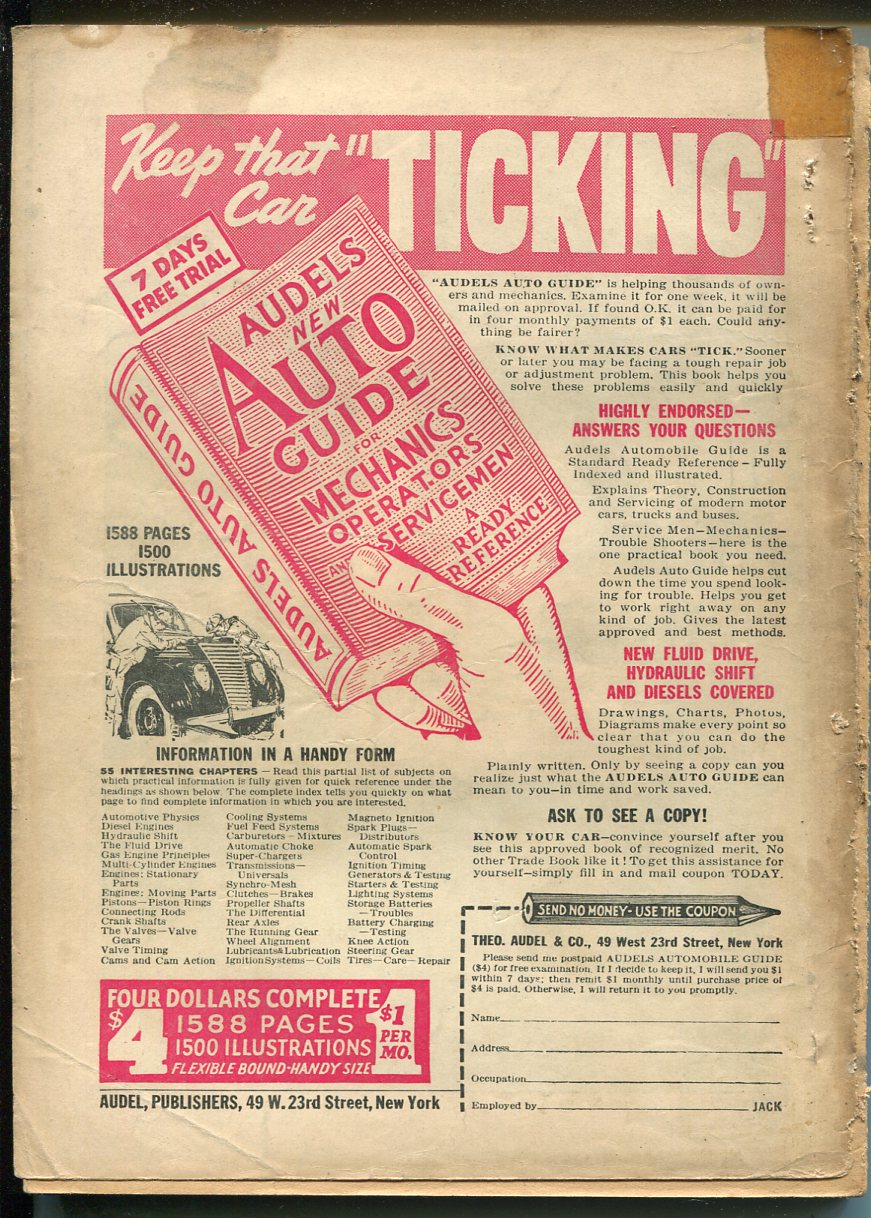 Keep that "TICKING"
Car
7 DAYS
FREE TRIAL
AUDELS
NEW
AUTO
GUIDE
FOR
MECHANICS
OPERATORS
AND SERVICEMEN
A
READY
REFERENCE
AUDELS AUTO GUIDE
"AUDELS AUTO GUIDE" is helping thousands of own-
ers and mechanics. Examine it for one week, it will be
mailed on approval. If found O.K. it can be paid for
in four monthly payments of $1 each. Could any-
thing be fairer?
KNOW WHAT MAKES CARS "TICK." Sooner
or later you may be facing a tough repair job
or adjustment problem. This book helps you
solve these problems easily and quickly
HIGHLY ENDORSED—
ANSWERS YOUR QUESTIONS
Audels Automobile Guide is a
Standard Ready Reference – Fully
Indexed and illustrated.
Explains Theory, Construction
and Servicing of modern motor
cars, trucks and buses.
Service Men—Mechanics—
Trouble Shooters—here is the
one practical book you need.
Audels Auto Guide helps cut
down the time you spend look-
ing for trouble. Helps you get
to work right away on any
kind of job. Gives the latest
approved and best methods.
NEW FLUID DRIVE,
HYDRAULIC SHIFT
AND DIESELS COVERED
Drawings, Charts, Photos,
Diagrams make every point so
clear that you can do the
toughest kind of job.
Plainly written. Only by seeing a copy can you
realize just what the AUDELS AUTO GUIDE can
mean to you—in time and work saved.
ASK TO SEE A COPY!
KNOW YOUR CAR—convince yourself after you
see this approved book of recognized merit. No
other Trade Book like it! To get this assistance for
yourself—simply fill in and mail coupon TODAY.
1588 PAGES
1500
ILLUSTRATIONS
INFORMATION IN A HANDY FORM
55 INTERESTING CHAPTERS — Read this partial list of subjects on
which practical information is fully given for quick reference under the
headings as shown below. The complete index tells you quickly on what
page to find complete information in which you are interested.
Automotive Physics
Diesel Engines
Hydraulic Shift
The Fluid Drive
Gas Engine Principles
Multi-Cylinder Engines
Engines: Stationary
Parts
Engines: Moving Parts
Pistons—Piston Rings
Connecting Rods
Crank Shafts
The Valves—Valve
Gears
Valve Timing
Cams and Cam Action
Cooling Systems
Fuel Feed Systems
Carburetors – Mixtures
Automatic Choke
Super-Chargers
Transmissions—
Universals
Synchro-Mesh
Clutches—Brakes
Propeller Shafts
The Differential
Rear Axles
The Running Gear
Wheel Alignment
Lubricants&Lubrication
Ignition Systems—Coils
Magneto Ignition
Spark Plugs—
Distributors
Automatic Spark
Control
Ignition Timing
Generators & Testing
Starters & Testing
Lighting Systems
Storage Batteries
—Troubles
Battery Charging
—Testing
Knee Action
Steering Gear
Tires—Care—Repair
FOUR DOLLARS COMPLETE
$4 1588 PAGES $1
1500 ILLUSTRATIONS PER
FLEXIBLE BOUND-HANDY SIZE MO.
1
AUDEL, PUBLISHERS, 49 W. 23rd Street, New York
SEND NO MONEY - USE THE COUPON
THEO. AUDEL & CO., 49 West 23rd Street, New York
Please send me postpaid AUDELS AUTOMOBILE GUIDE
($4) for free examination. If I decide to keep it, I will send you $1
within 7 days; then remit $1 monthly until purchase price of
$4 is paid. Otherwise, I will return it to you promptly.
Name
Address
Occupation
Employed by JACK